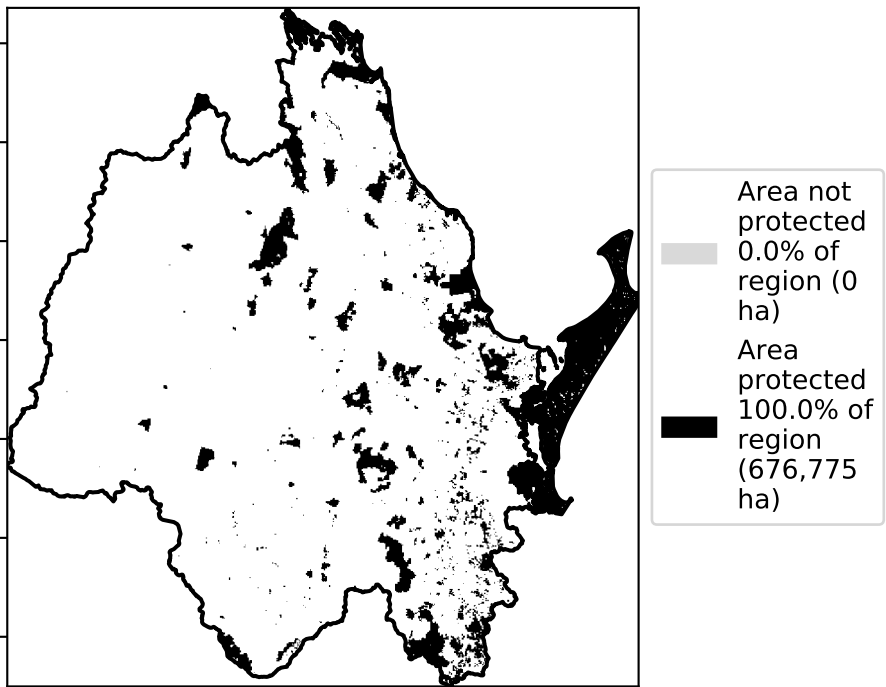 Area not
protected
0.0% of
region (0
ha)
Area
protected
100.0% of
region
(676,775
ha)